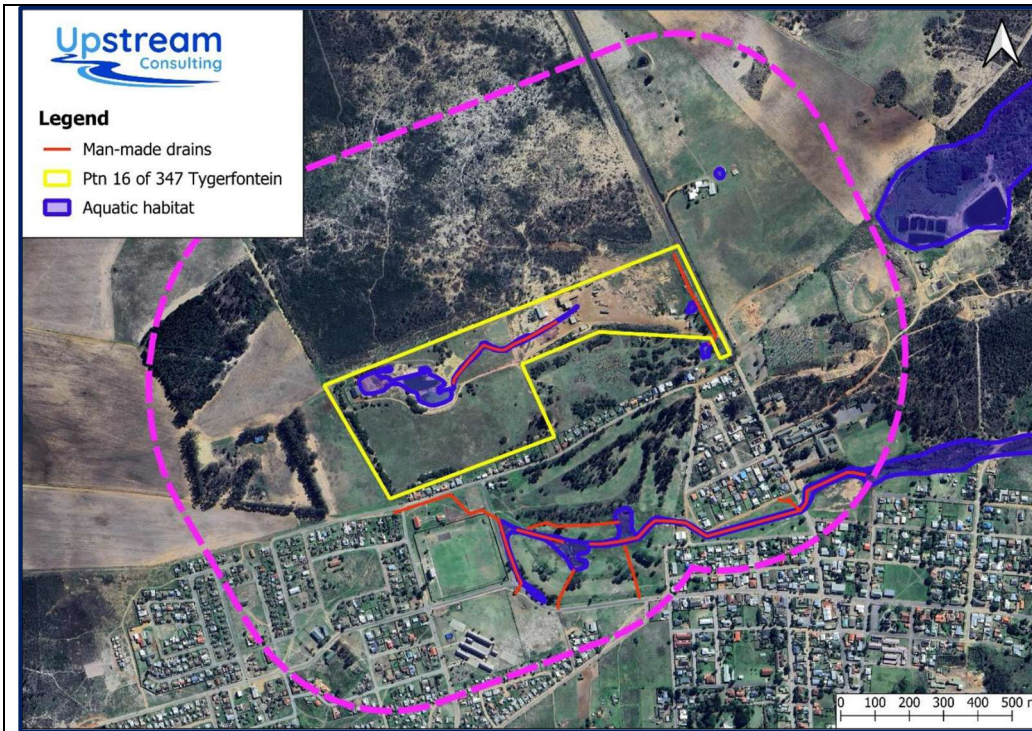 Upstream
Consulting
Legend
Man-made drains
Ptn 16 of 347 Tygerfontein
Aquatic habitat
0 100 200 300 400 500 m